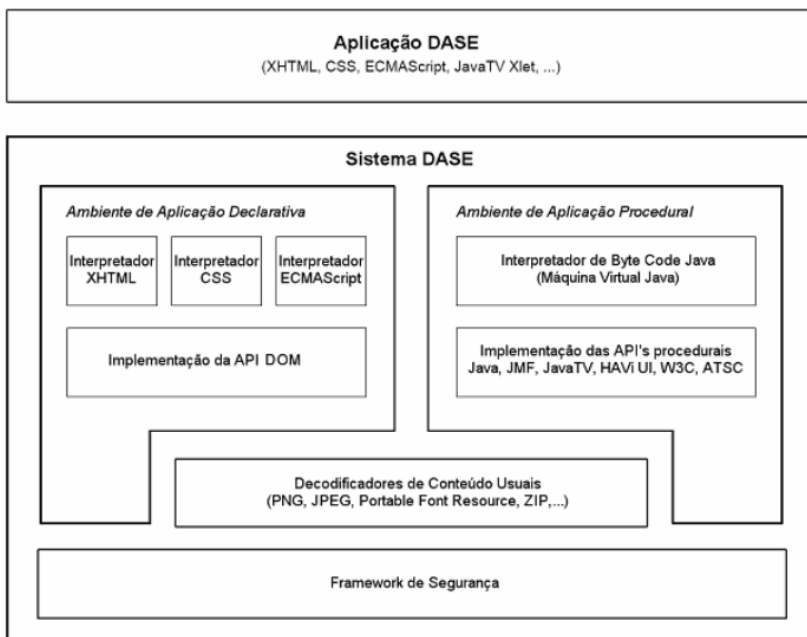 Aplicação DASE
(XHTML, CSS, ECMAScript, JavaTV Xlet, ...)
Sistema DASE
Ambiente de Aplicação Declarativa
Interpretador
XHTML
Interpretador
CSS
Interpretador
ECMAScript
Implementação da API DOM
Ambiente de Aplicação Procedural
Interpretador de Byte Code Java
(Máquina Virtual Java)
Implementação das API's procedurais
Java, JMF, JavaTV, HAVi UI, W3C, ATSC
Decodificadores de Conteúdo Usuais
(PNG, JPEG, Portable Font Resource, ZIP,...)
Framework de Segurança